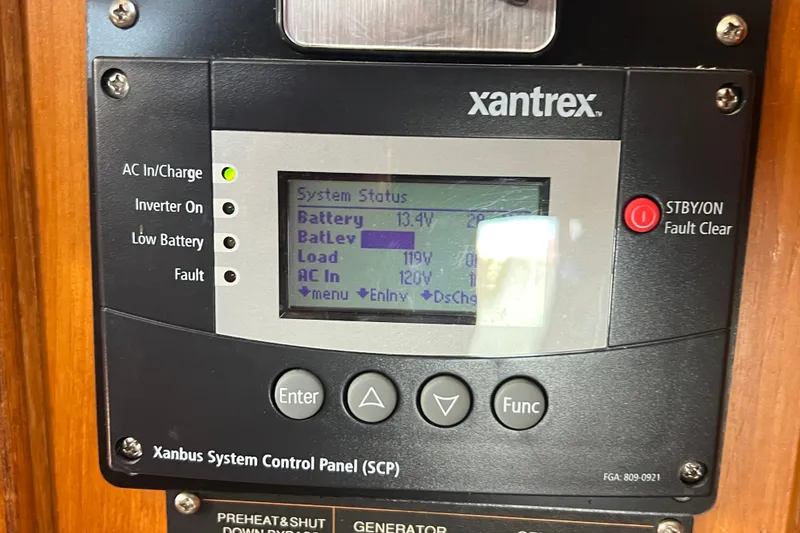 xantrex™
AC In/Charge
Inverter On
Low Battery
Fault
System Status
Battery 13.4V
BatLev
Load 119V
AC In 120V
menu EnInv DsChg
STBY/ON
Fault Clear
Enter
Func
Xanbus System Control Panel (SCP)
FGA: 809-0921
PREHEAT&SHUT
DOWN BYPASS
GENERATOR